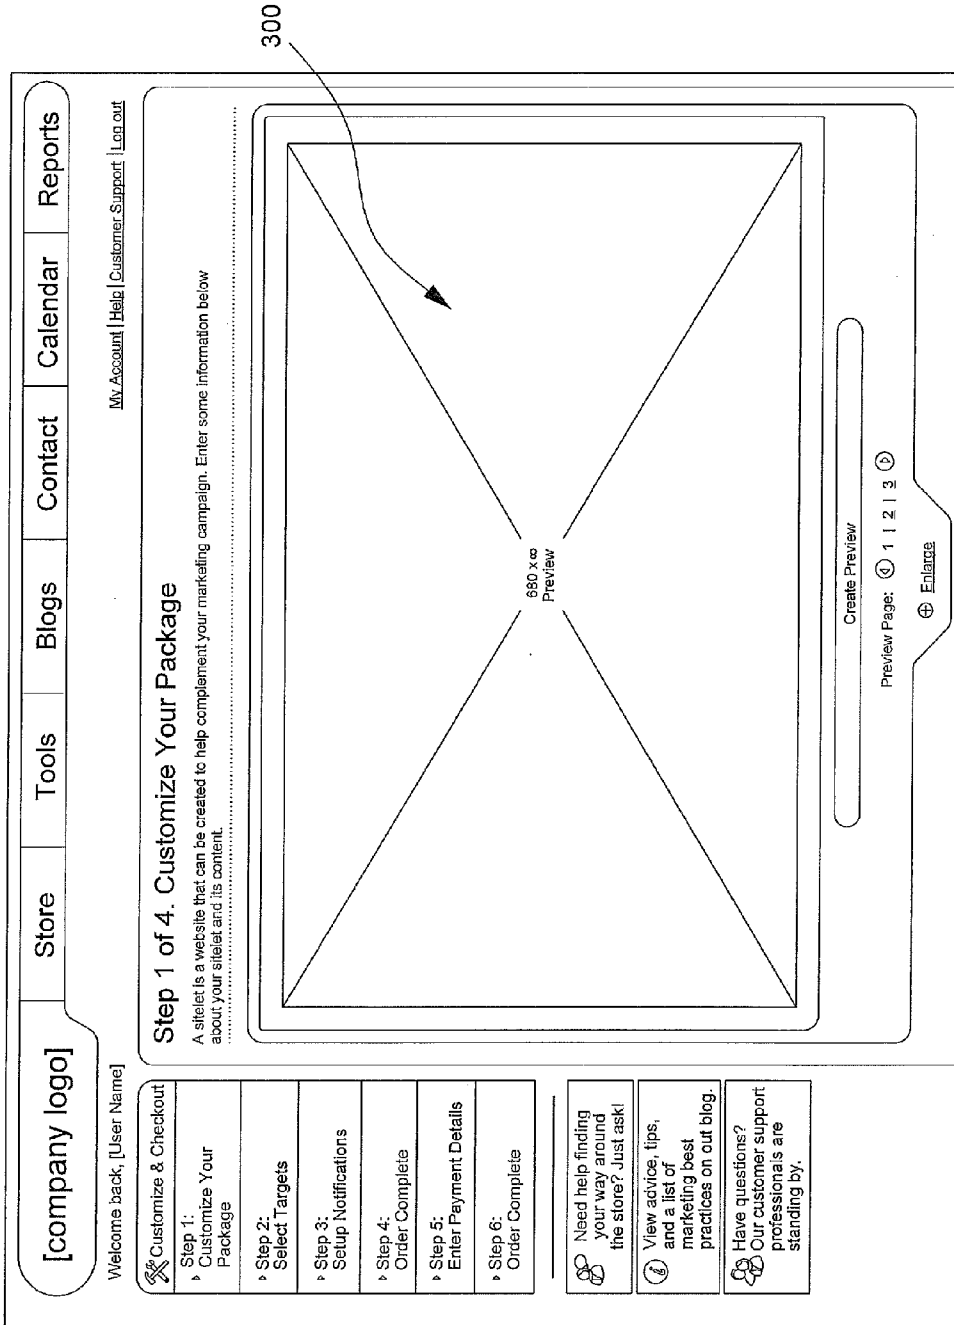 300
[company logo]
Store
Tools
Blogs
Contact
Calendar
Reports
Welcome back, [User Name]
My Account | Help | Customer Support | Log out
Customize & Checkout
Step 1:
Customize Your
Package
Step 2:
Select Targets
Step 3:
Setup Notifications
Step 4:
Order Complete
Step 5:
Enter Payment Details
Step 6:
Order Complete
Need help finding
your way around
the store? Just ask!
View advice, tips,
and a list of
marketing best
practices on out blog.
Have questions?
Our customer support
professionals are
standing by.
Step 1 of 4. Customize Your Package
A sitelet is a website that can be created to help complement your marketing campaign. Enter some information below
about your sitelet and its content.
680 x ∞
Preview
Create Preview
Preview Page: 1 | 2 | 3
Enlarge